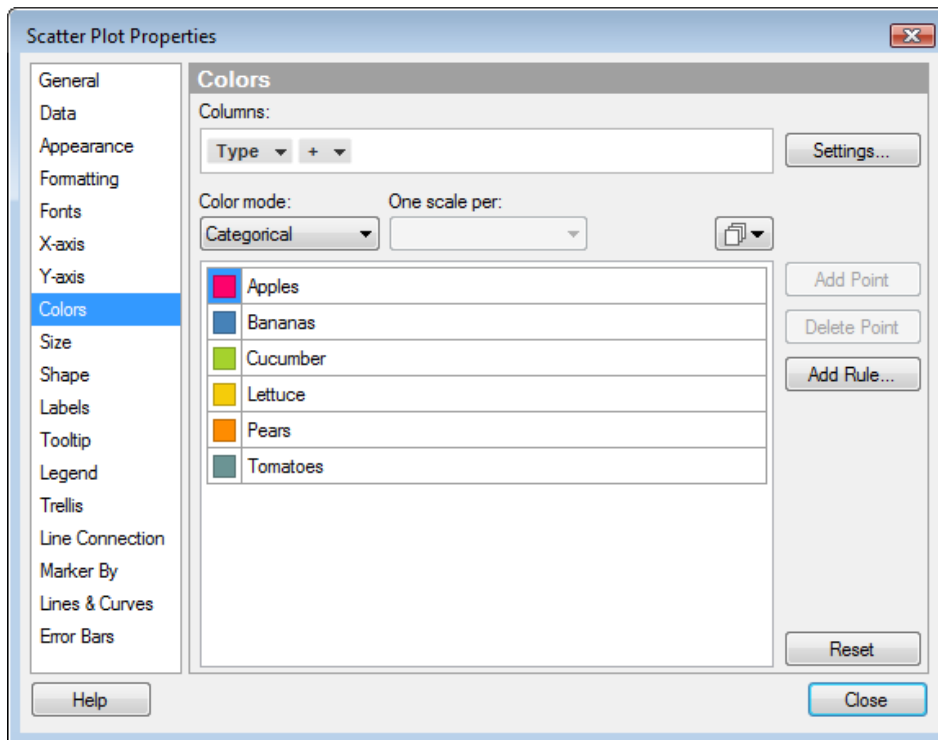 Scatter Plot Properties
General
Data
Appearance
Formatting
Fonts
X-axis
Y-axis
Colors
Size
Shape
Labels
Tooltip
Legend
Trellis
Line Connection
Marker By
Lines & Curves
Error Bars
Colors
Columns:
Type +
Settings...
Color mode: One scale per:
Categorical
Apples
Bananas
Cucumber
Lettuce
Pears
Tomatoes
Add Point
Delete Point
Add Rule...
Reset
Help
Close